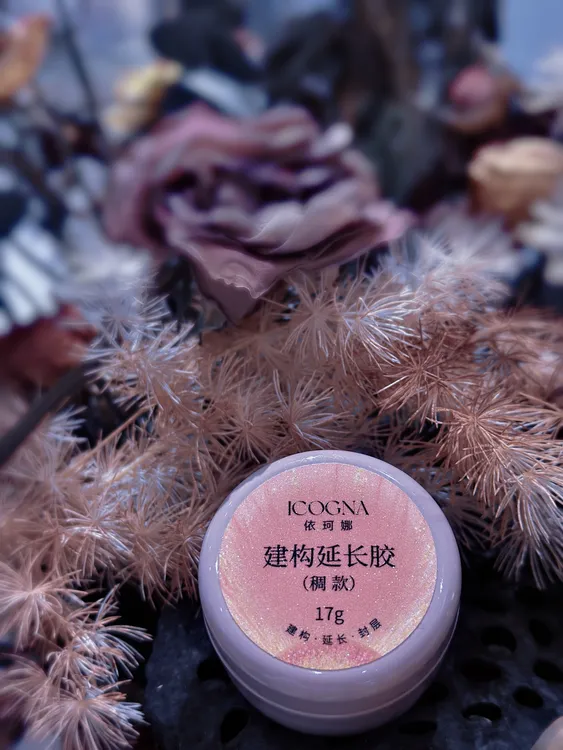 ICOGNA
依珂娜
建构延长胶
（稠款）
17g
建构·延长·封层